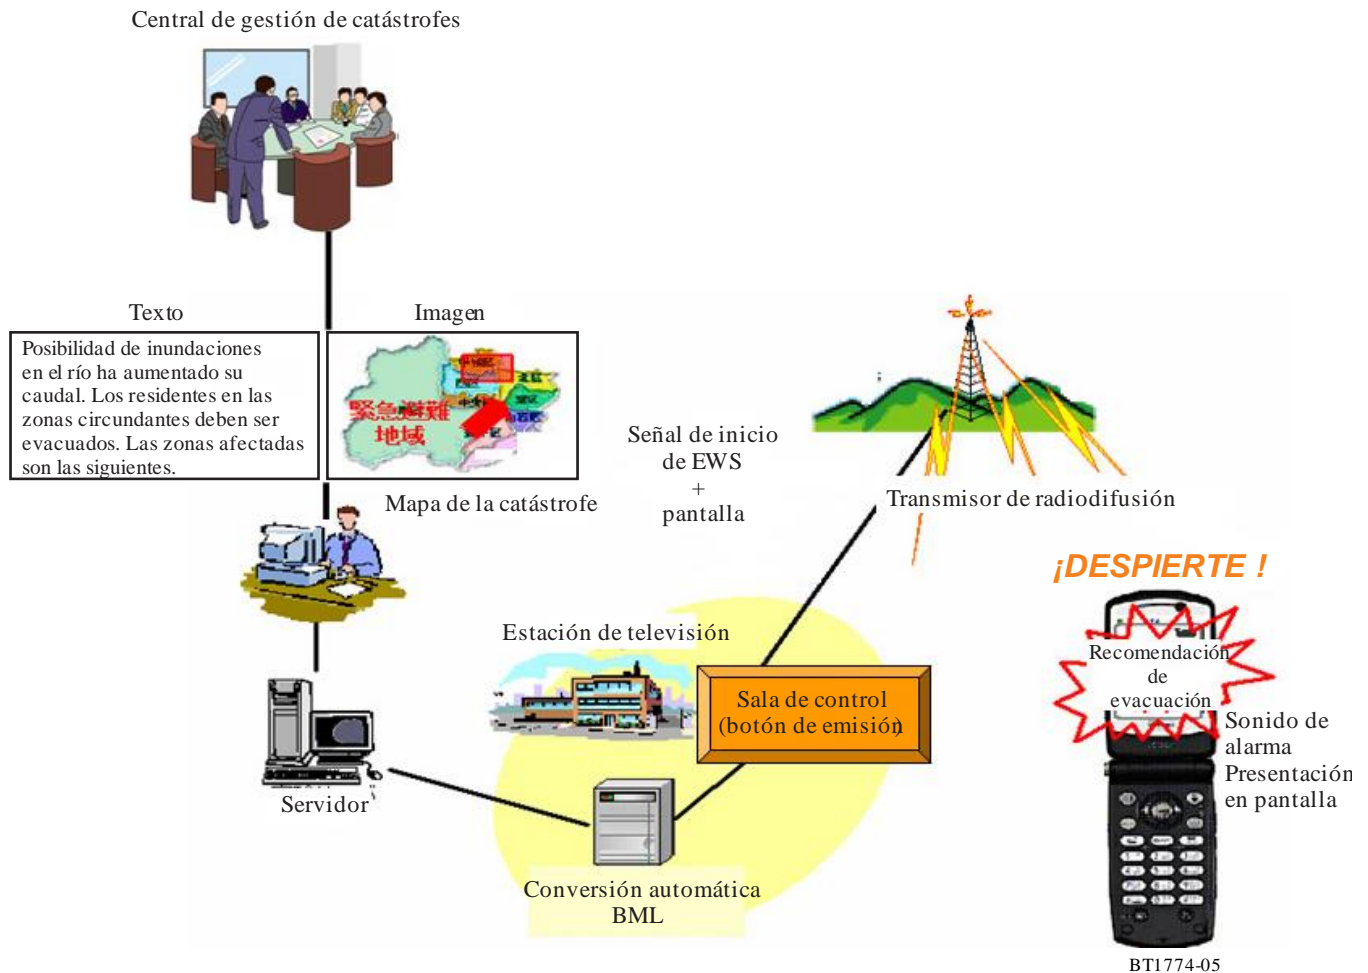 Central de gestión de catástrofes
Texto
Imagen
Posibilidad de inundaciones
en el río ha aumentado su
caudal. Los residentes en las
zonas circundantes deben ser
evacuados. Las zonas afectadas
son las siguientes.
緊急避難
地域
Mapa de la catástrofe
Señal de inicio
de EWS
+
pantalla
Transmisor de radiodifusión
¡DESPIERTE !
Estación de televisión
Sala de control
(botón de emisión)
Recomendación
de
evacuación
Sonido de
alarma
Presentación
en pantalla
Servidor
Conversión automática
BML
BT1774-05